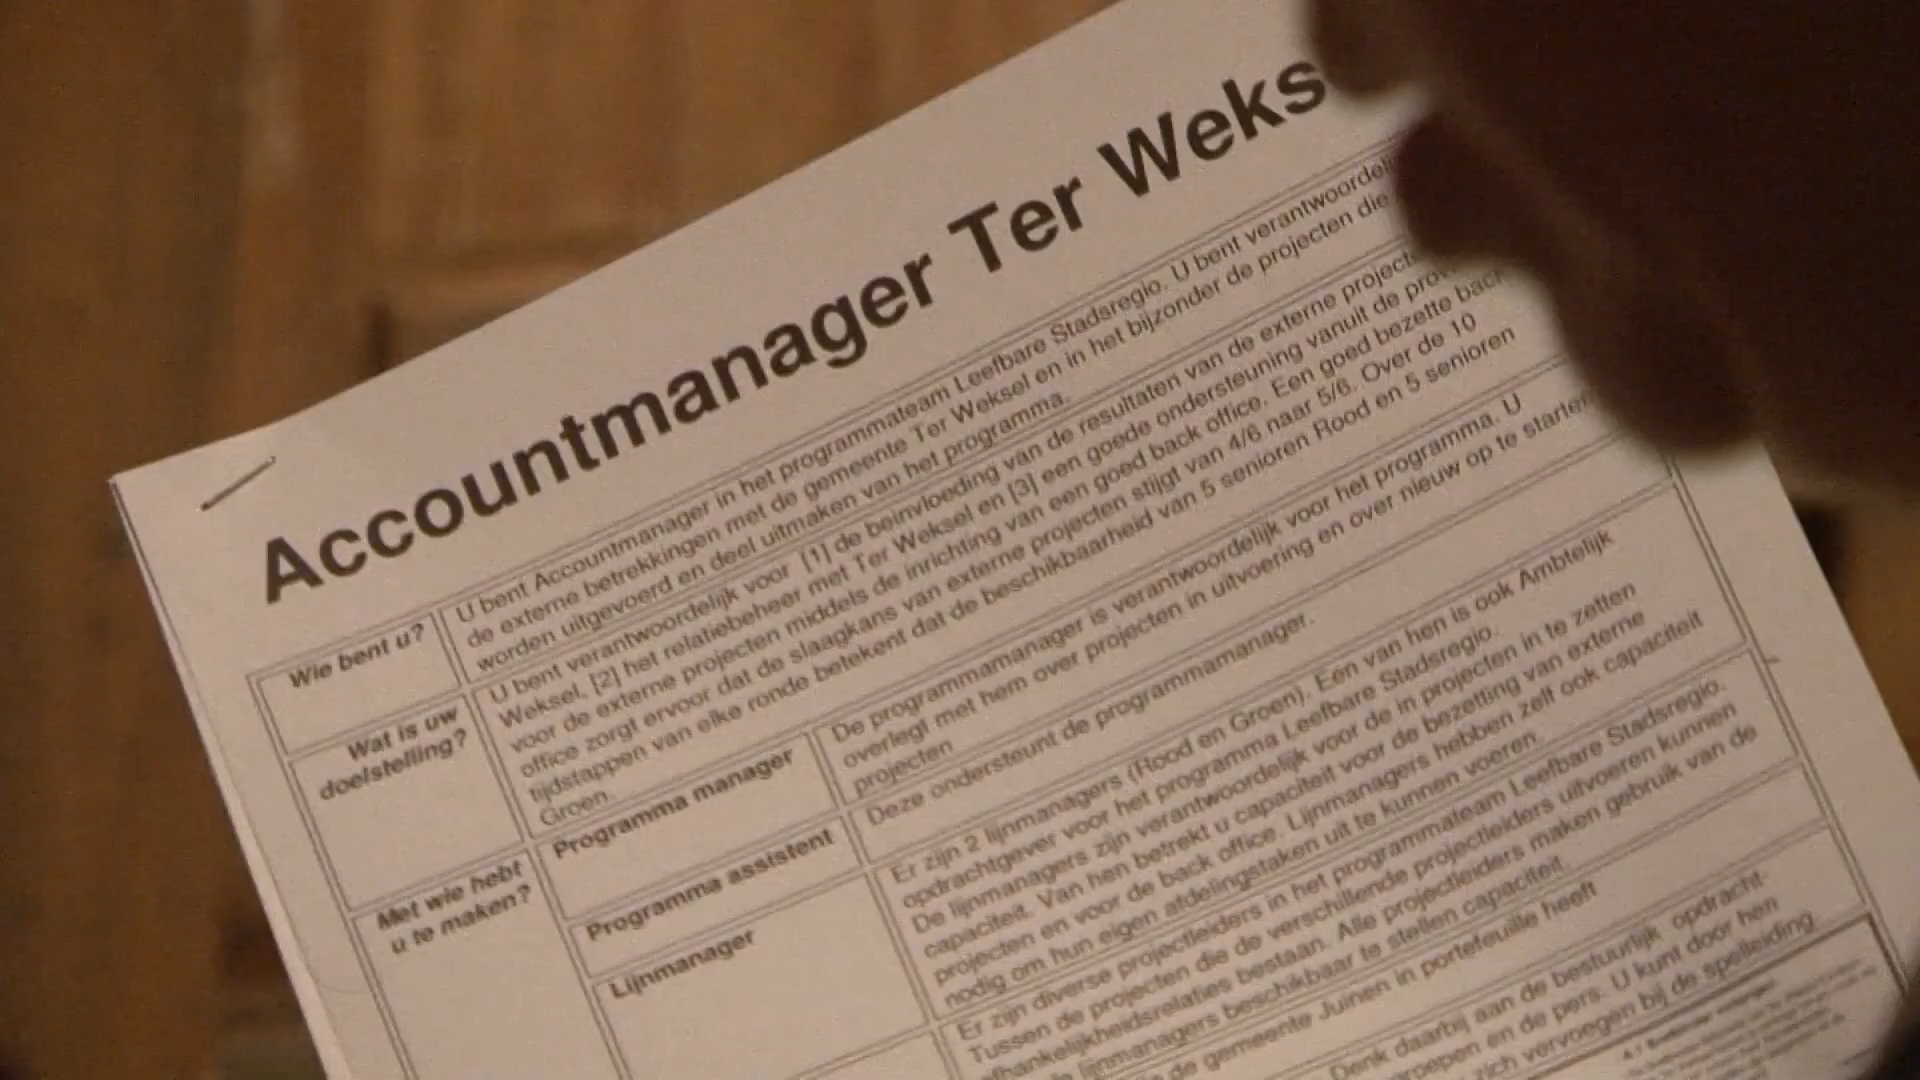 Accountmanager Ter Weks
Wie bent u?
U bent Accountmanager in het programmateam Leefbare Stadsregio. U bent verantwoordelij
de externe betrekkingen met de gemeente Ter Weksel en in het bijzonder de projecten die
worden uitgevoerd en deel uitmaken van het programma.
Wat is uw
doelstelling?
U bent verantwoordelijk voor [1] de beinvloeding van de resultaten van de externe project
Weksel, [2] het relatiebeheer met Ter Weksel en [3] een goede ondersteuning vanuit de
voor de externe projecten middels de inrichting van een goed back office. Een goed bezette back
office zorgt ervoor dat de slaagkans van externe projecten stijgt van 4/6 naar 5/6. Over de 10
tijdstappen van elke ronde betekent dat de beschikbaarheid van 5 senioren Rood en 5 senioren
Groen.
Met wie hebt
u te maken?
Programma manager
De programamanager is verantwoordelijk voor het programma. U
overlegt met hem over projecten in uitvoering en over nieuw op te starten
projecten
Programma assistent
Deze ondersteunt de programmamanager.
Lijnmanager
Er zijn 2 lijnmanagers (Rood en Groen). Een van hen is ook Ambtelijk
opdrachtgever voor het programma Leefbare Stadsregio.
De lijnmanagers zijn verantwoordelijk voor de in projecten in te zetten
capaciteit. Van hen betrekt u capaciteit voor de bezetting van externe
projecten en voor de back office. Lijnmanagers hebben zelf ook capaciteit
nodig om hun eigen afdelingstaken uit te kunnen voeren.
Er zijn diverse projectleiders in het programmateam Leefbare Stadsregio.
Tussen de projecten die de verschillende projectleiders uitvoeren kunnen
afhankelijkheidsrelaties bestaan. Alle projectleiders maken gebruik van de
lijnmanagers beschikbaar te stellen capaciteit.
de gemeente Juinen in portefeuille heeft
Denk daarbij aan de bestuurlijk opdracht-
groepen en de pers. U kunt door hen
zich vervoegen bij de spelleiding